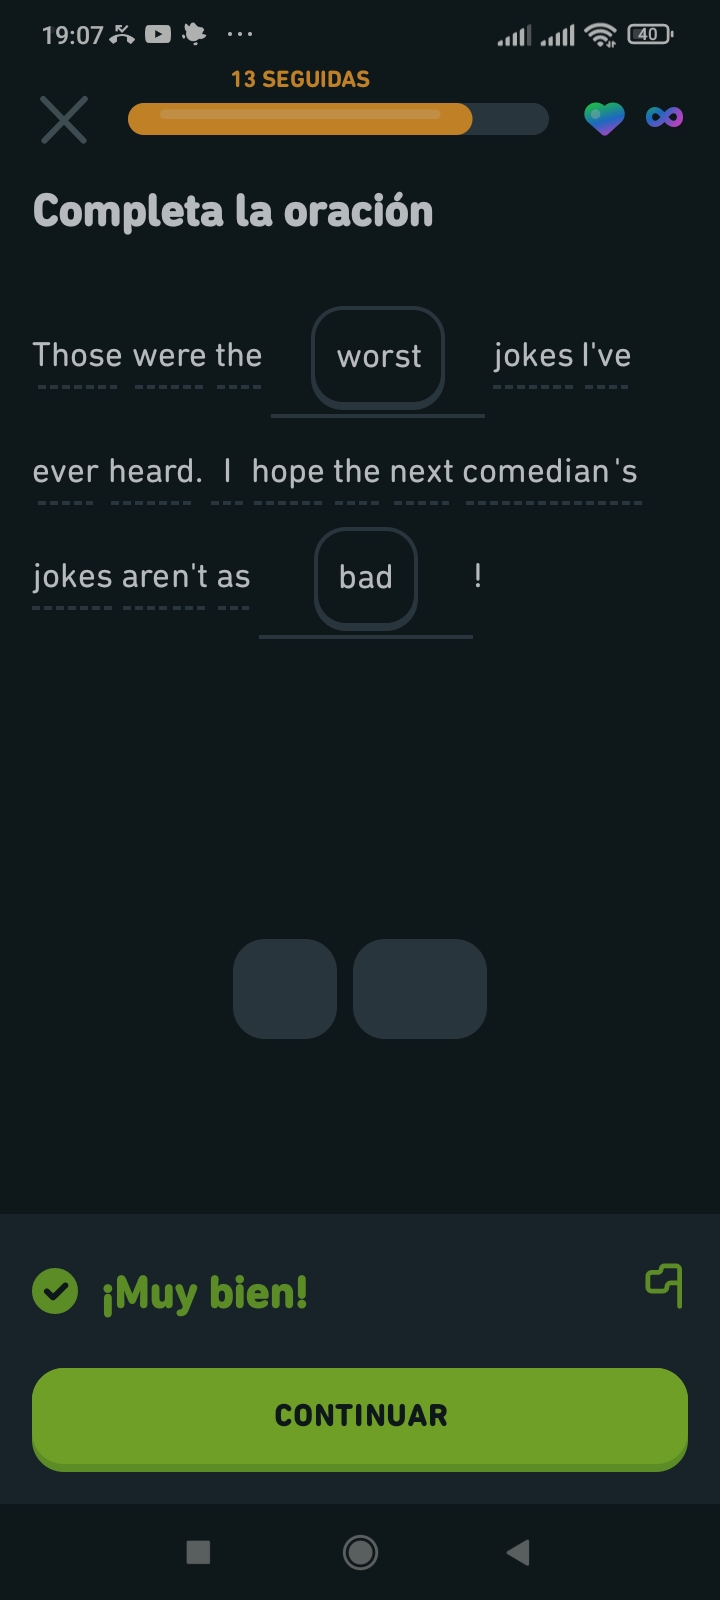 19:07
40
13 SEGUIDAS
Completa la oración
Those were the worst jokes I've
ever heard. I hope the next comedian's
jokes aren't as bad !
¡Muy bien!
CONTINUAR